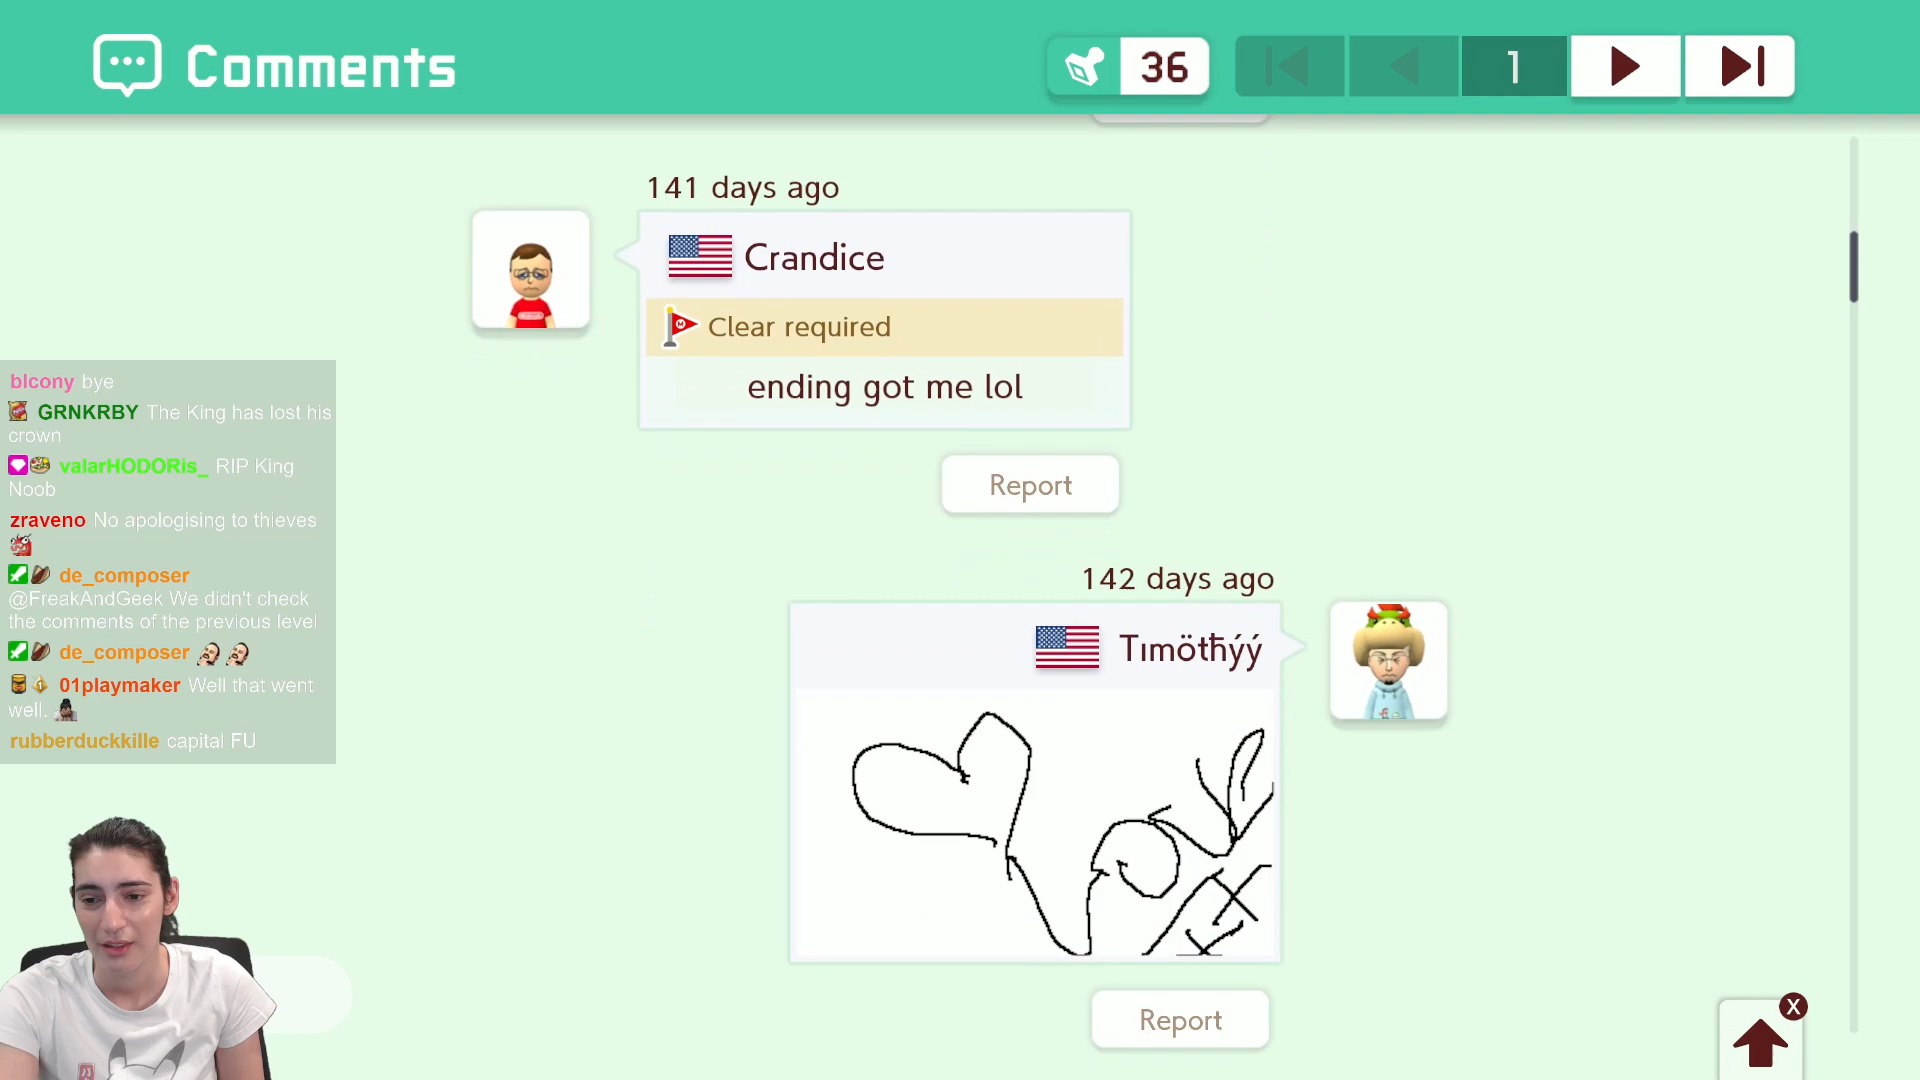 Comments
36
1
141 days ago
Crandice
Clear required
ending got me lol
Report
142 days ago
Tımötħýý
Report
X
blcony bye
GRNKRBY The King has lost his
crown
valarHODORis_ RIP King
Noob
zraveno No apologising to thieves
de_composer
@FreakAndGeek We didn't check
the comments of the previous level
de_composer
01playmaker Well that went
well.
rubberduckkille capital FU